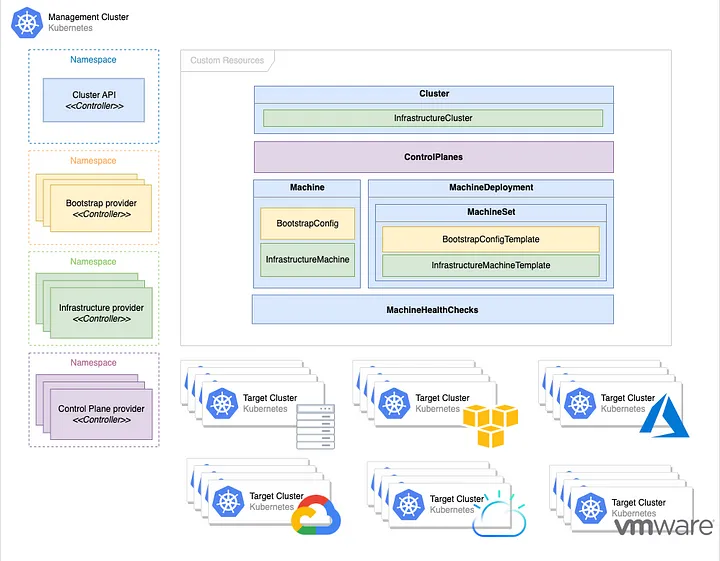 Management Cluster
Kubernetes
Namespace
Cluster API
<<Controller>>
Namespace
Bootstrap provider
<<Controller>>
Namespace
Infrastructure provider
<<Controller>>
Namespace
Control Plane provider
<<Controller>>
Custom Resources
Cluster
InfrastructureCluster
ControlPlanes
Machine
BootstrapConfig
InfrastructureMachine
MachineDeployment
MachineSet
BootstrapConfigTemplate
InfrastructureMachineTemplate
MachineHealthChecks
Target Cluster
Kubernetes
Target Cluster
Kubernetes
Target Cluster
Kubernetes
Target Cluster
Kubernetes
Target Cluster
Kubernetes
Target Cluster
Kubernetes
vmware